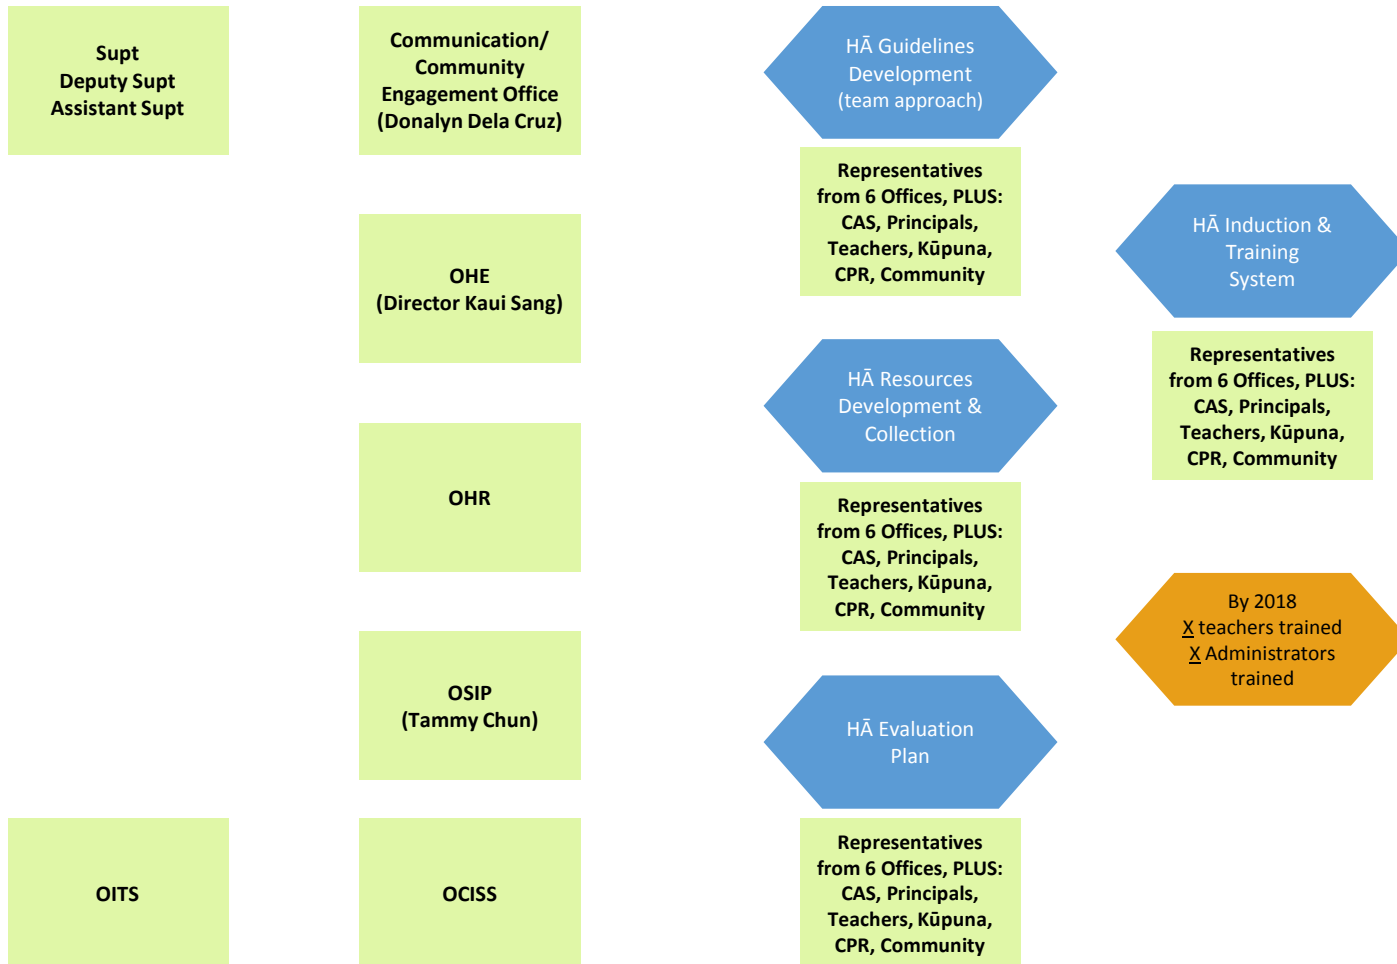 Supt
Deputy Supt
Assistant Supt
Communication/
Community
Engagement Office
(Donalyn Dela Cruz)
HĀ Guidelines
Development
(team approach)
Representatives
from 6 Offices, PLUS:
CAS, Principals,
Teachers, Kūpuna,
CPR, Community
HĀ Induction &
Training
System
OHE
(Director Kaui Sang)
Representatives
from 6 Offices, PLUS:
CAS, Principals,
Teachers, Kūpuna,
CPR, Community
HĀ Resources
Development &
Collection
OHR
Representatives
from 6 Offices, PLUS:
CAS, Principals,
Teachers, Kūpuna,
CPR, Community
By 2018
X teachers trained
X Administrators
trained
OSIP
(Tammy Chun)
HĀ Evaluation
Plan
OITS
OCISS
Representatives
from 6 Offices, PLUS:
CAS, Principals,
Teachers, Kūpuna,
CPR, Community